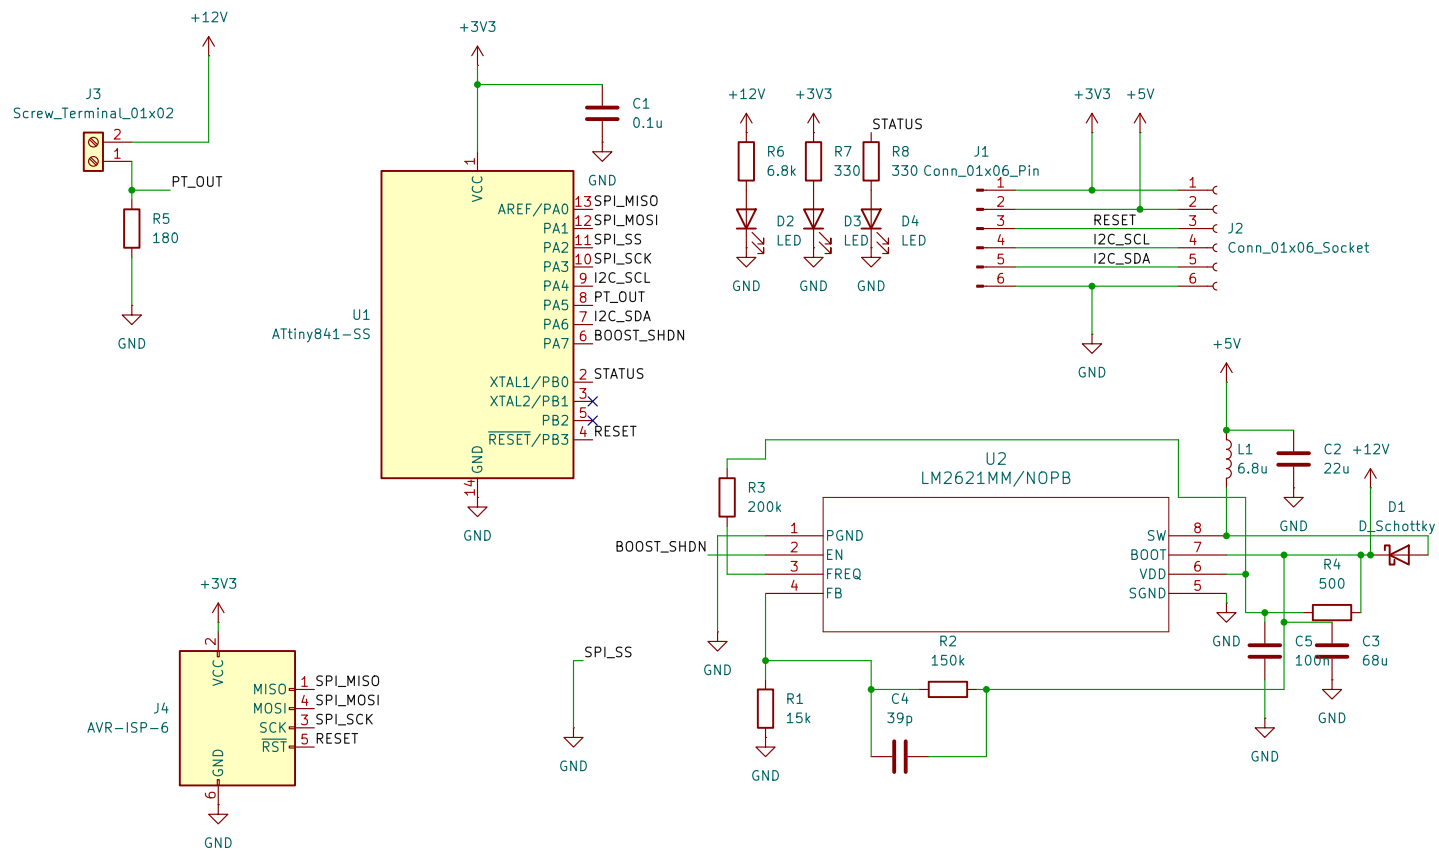 +12V
J3
Screw_Terminal_01x02
2
1
PT_OUT
R5
180
GND
+3V3
C1
0.1u
GND
1
VCC
U1
ATtiny841-SS
AREF/PA0 13 SPI_MISO
PA1 12 SPI_MOSI
PA2 11 SPI_SS
PA3 10 SPI_SCK
PA4 9 I2C_SCL
PA5 8 PT_OUT
PA6 7 I2C_SDA
PA7 6 BOOST_SHDN
XTAL1/PB0 2 STATUS
XTAL2/PB1 3
PB2 5
RESET/PB3 4 RESET
GND
14
GND
+12V
R6
6.8k
D2
LED
GND
+3V3
R7
330
D3
LED
GND
STATUS
R8
330
D4
LED
GND
+3V3
+5V
J1
Conn_01x06_Pin
1 1
2 2
3 RESET 3
4 I2C_SCL 4
5 I2C_SDA 5
6 6
J2
Conn_01x06_Socket
GND
+5V
L1
6.8u
C2
22u
GND
+12V
D1
D_Schottky
U2
LM2621MM/NOPB
R3
200k
BOOST_SHDN
1 PGND
2 EN
3 FREQ
4 FB
SW 8
BOOT 7
VDD 6
SGND 5
GND
GND
R4
500
C5
100n
GND
C3
68u
GND
R2
150k
C4
39p
R1
15k
GND
SPI_SS
GND
+3V3
2
VCC
J4
AVR-ISP-6
MISO 1 SPI_MISO
MOSI 4 SPI_MOSI
SCK 3 SPI_SCK
RST 5 RESET
GND
6
GND